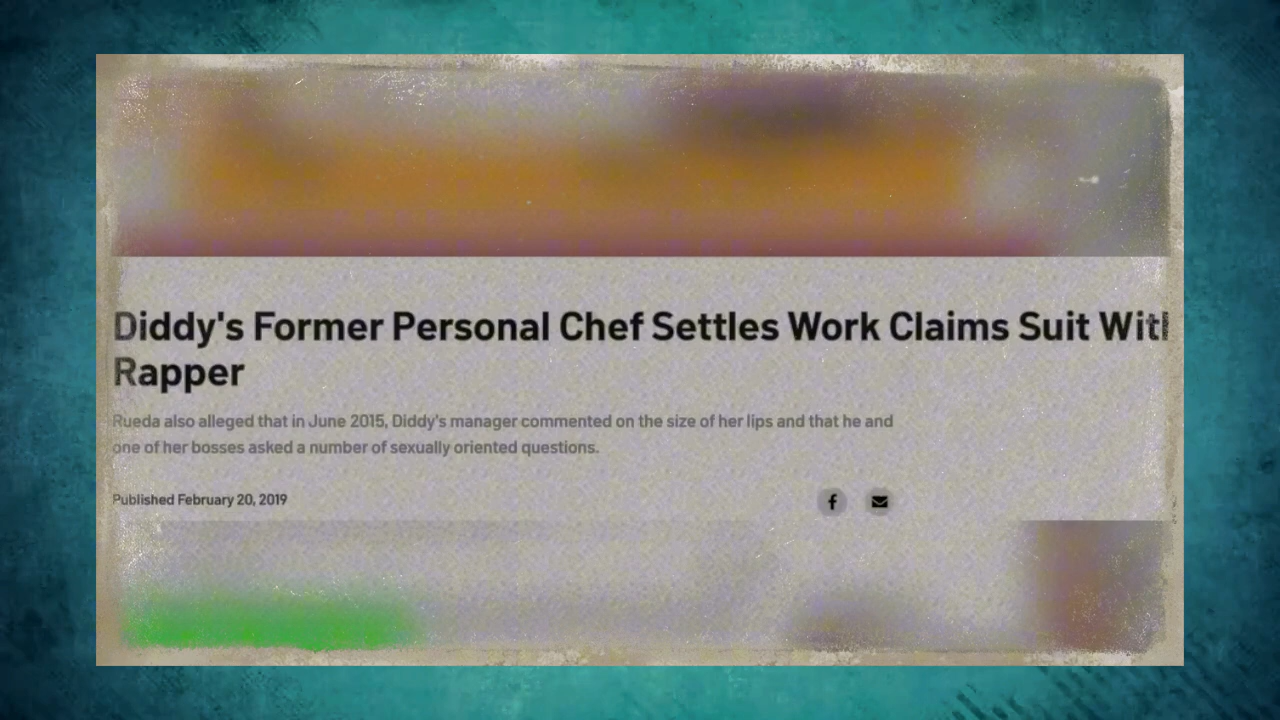 Diddy's Former Personal Chef Settles Work Claims Suit With
Rapper
Rueda also alleged that in June 2015, Diddy's manager commented on the size of her lips and that he and
one of her bosses asked a number of sexually oriented questions.
Published February 20, 2019